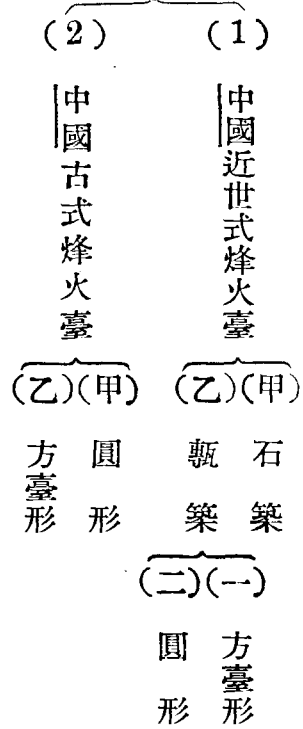 (1)
中國近世式烽火臺
(甲)
石築
(乙)
甎築
(一)
方臺形
(二)
圓形
(2)
中國古式烽火臺
(甲)
圓形
(乙)
方臺形